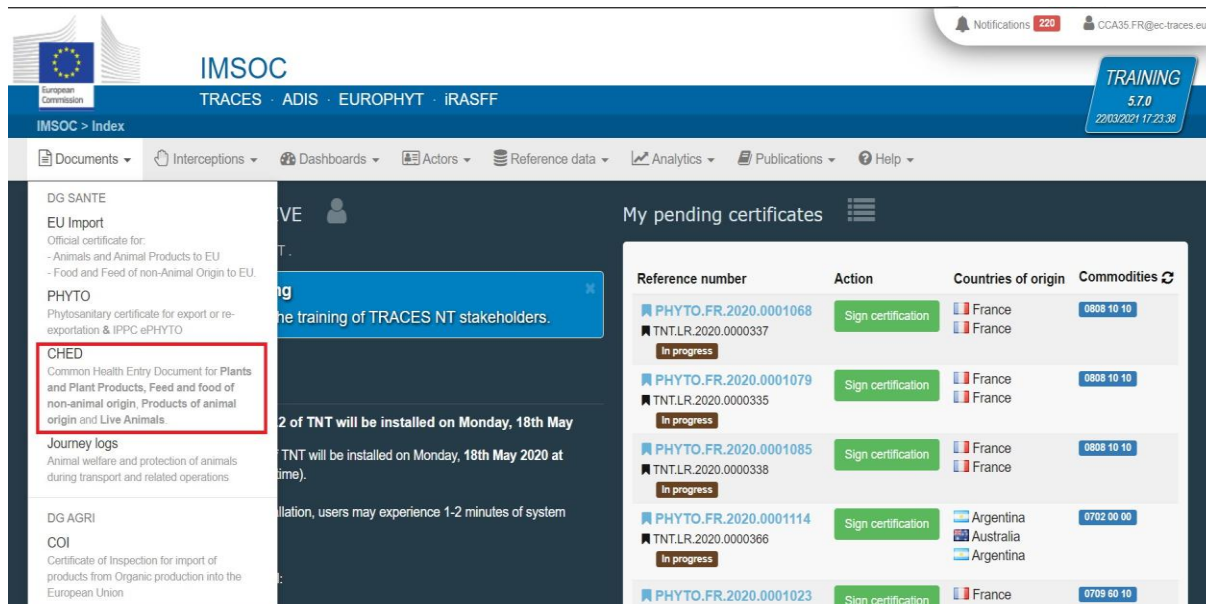 Notifications 220 CCA35.FR@ec-traces.eu
European
Commission
IMSOC
TRACES · ADIS · EUROPHYT · iRASFF
TRAINING
5.7.0
22/03/2021 17:23:38
IMSOC > Index
Documents Interceptions Dashboards Actors Reference data Analytics Publications Help
DG SANTE
EU Import
Official certificate for:
- Animals and Animal Products to EU
- Food and Feed of non-Animal Origin to EU.
PHYTO
Phytosanitary certificate for export or re-
exportation & IPPC ePHYTO
CHED
Common Health Entry Document for Plants
and Plant Products, Feed and food of
non-animal origin, Products of animal
origin and Live Animals.
Journey logs
Animal welfare and protection of animals
during transport and related operations
DG AGRI
COI
Certificate of Inspection for import of
products from Organic production into the
European Union
VE
T.
ng
he training of TRACES NT stakeholders.
2 of TNT will be installed on Monday, 18th May
TNT will be installed on Monday, 18th May 2020 at
time).
llation, users may experience 1-2 minutes of system
:
My pending certificates
Reference number Action Countries of origin Commodities
PHYTO.FR.2020.0001068 Sign certification France 0808 10 10
TNT.LR.2020.0000337 France
In progress
PHYTO.FR.2020.0001079 Sign certification France 0808 10 10
TNT.LR.2020.0000335 France
In progress
PHYTO.FR.2020.0001085 Sign certification France 0808 10 10
TNT.LR.2020.0000338 France
In progress
PHYTO.FR.2020.0001114 Sign certification Argentina 0702 00 00
TNT.LR.2020.0000366 Australia
In progress Argentina
PHYTO.FR.2020.0001023 Sign certification France 0709 60 10